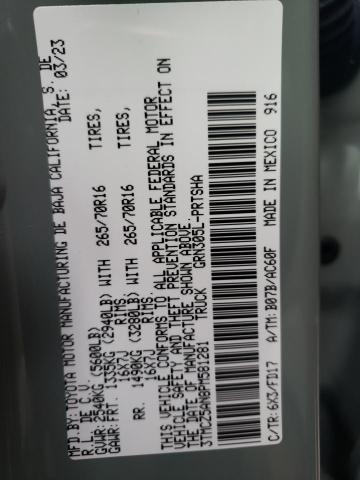 MFD.BY:TOYOTA MOTOR MANUFACTURING DE BAJA CALIFORNIA, S. DE
R.L. DE C.V. DATE: 03/23
GVWR: 2540KG (5600LB)
GAWR:FRT. 1335KG (2940LB) WITH 265/70R16 TIRES,
16X7J RIMS,
RR. 1490KG (3280LB) WITH 265/70R16 TIRES,
16X7J RIMS.
THIS VEHICLE CONFORMS TO ALL APPLICABLE FEDERAL MOTOR
VEHICLE SAFETY AND THEFT PREVENTION STANDARDS IN EFFECT ON
THE DATE OF MANUFACTURE SHOWN ABOVE.
3TMCZ5AN8PM581281 TRUCK GRN305L-PRTSHA
C/TR: 6X3/FD17 A/TM: B07B/AC60F MADE IN MEXICO 916